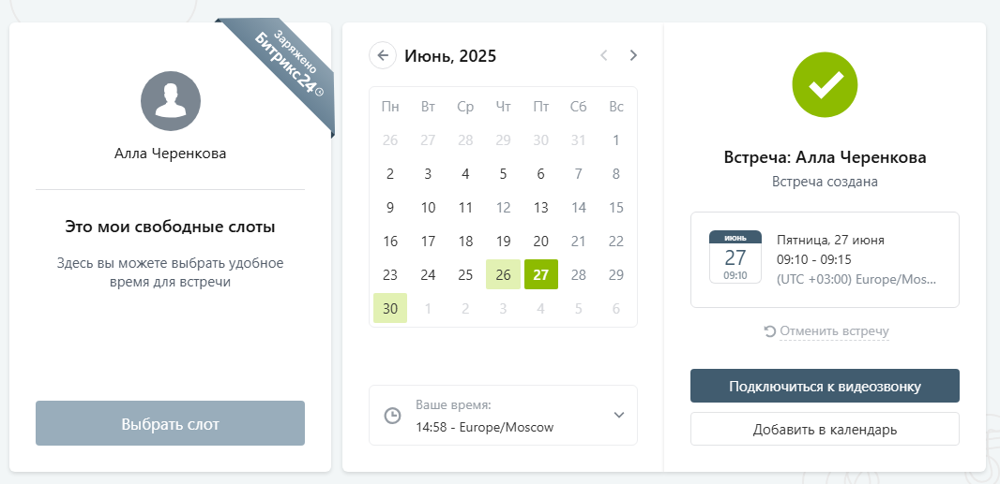 Заряжено
Битрикс24
Алла Черенкова
Это мои свободные слоты
Здесь вы можете выбрать удобное
время для встречи
Выбрать слот
Июнь, 2025
Пн Вт Ср Чт Пт Сб Вс
26 27 28 29 30 31 1
2 3 4 5 6 7 8
9 10 11 12 13 14 15
16 17 18 19 20 21 22
23 24 25 26 27 28 29
30 1 2 3 4 5 6
Ваше время:
14:58 - Europe/Moscow
Встреча: Алла Черенкова
Встреча создана
июнь
27
09:10
Пятница, 27 июня
09:10 - 09:15
(UTC +03:00) Europe/Mos...
Отменить встречу
Подключиться к видеозвонку
Добавить в календарь